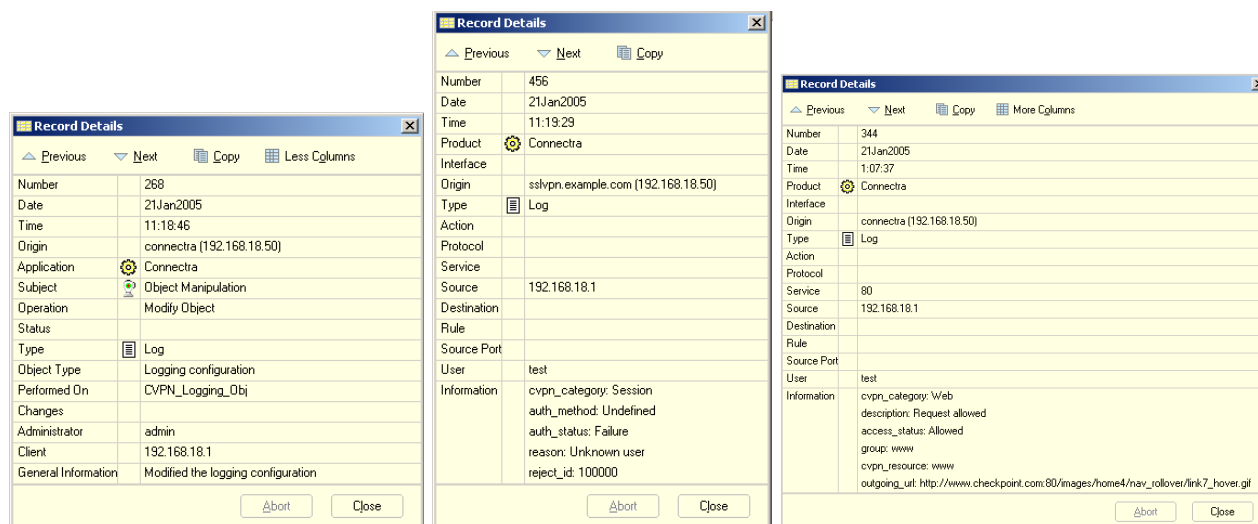 Record Details
Previous Next Copy Less Columns
Number 268
Date 21Jan2005
Time 11:18:46
Origin connectra (192.168.18.50)
Application Connectra
Subject Object Manipulation
Operation Modify Object
Status
Type Log
Object Type Logging configuration
Performed On CVPN_Logging_Obj
Changes
Administrator admin
Client 192.168.18.1
General Information Modified the logging configuration
Abort Close
Record Details
Previous Next Copy
Number 456
Date 21Jan2005
Time 11:19:29
Product Connectra
Interface
Origin sslvpn.example.com (192.168.18.50)
Type Log
Action
Protocol
Service
Source 192.168.18.1
Destination
Rule
Source Port
User test
Information cvpn_category: Session
auth_method: Undefined
auth_status: Failure
reason: Unknown user
reject_id: 100000
Abort Close
Record Details
Previous Next Copy More Columns
Number 344
Date 21Jan2005
Time 1:07:37
Product Connectra
Interface
Origin connectra (192.168.18.50)
Type Log
Action
Protocol
Service 80
Source 192.168.18.1
Destination
Rule
Source Port
User test
Information cvpn_category: Web
description: Request allowed
access_status: Allowed
group: www
cvpn_resource: www
outgoing_url: http://www.checkpoint.com:80/images/home4/nav_rollover/link7_hover.gif
Abort Close